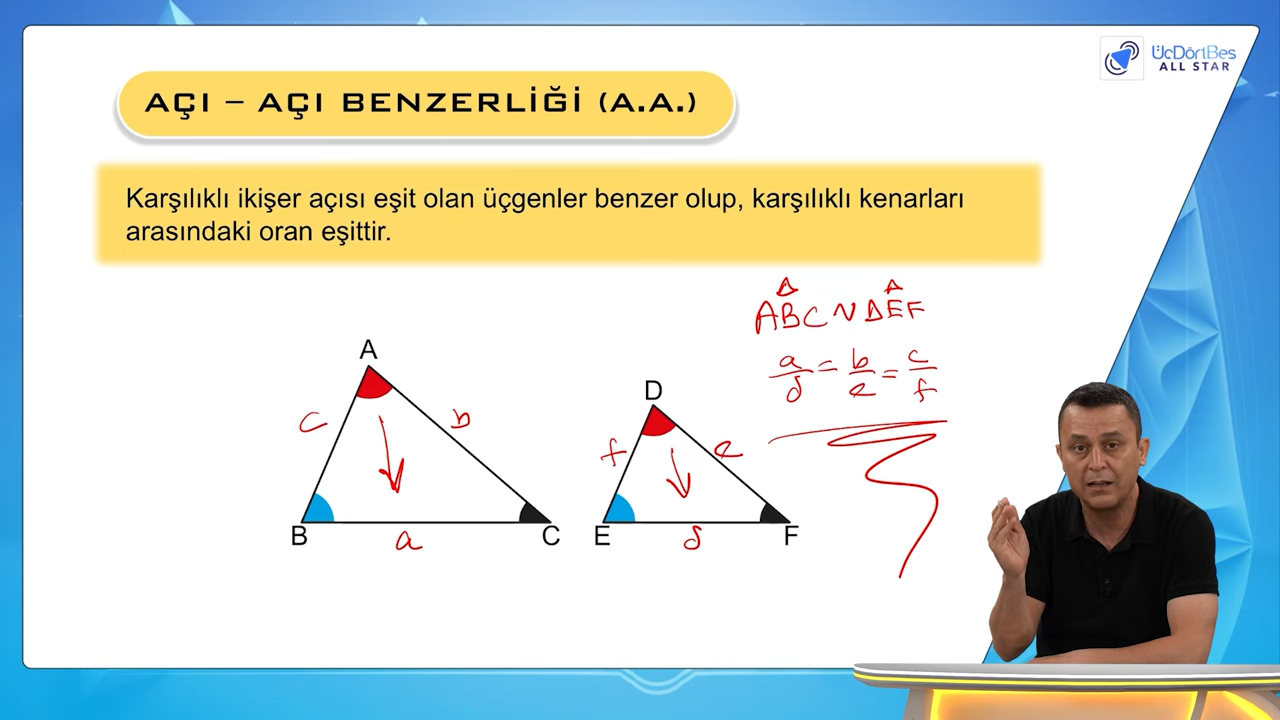 ÜçDörtBeş
ALL STAR
AÇI – AÇI BENZERLİĞİ (A.A.)
Karşılıklı ikişer açısı eşit olan üçgenler benzer olup, karşılıklı kenarları
arasındaki oran eşittir.
ABC ~ DEF
a/d = b/e = c/f
A
c
b
B
a
C
D
f
e
E
d
F